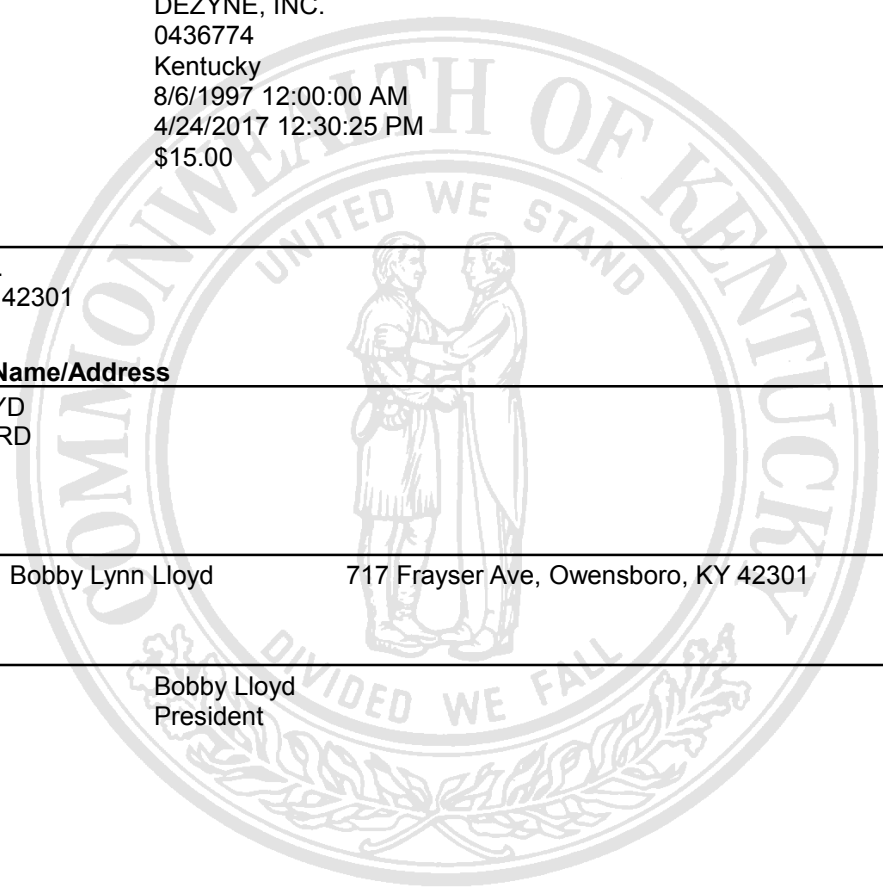 DEZYNE, INC.
0436774
Kentucky
8/6/1997 12:00:00 AM
4/24/2017 12:30:25 PM
$15.00
42301
Name/Address
YD
RD
Bobby Lynn Lloyd 717 Frayser Ave, Owensboro, KY 42301
Bobby Lloyd
President
COMMONWEALTH OF KENTUCKY
UNITED WE STAND
DIVIDED WE FALL